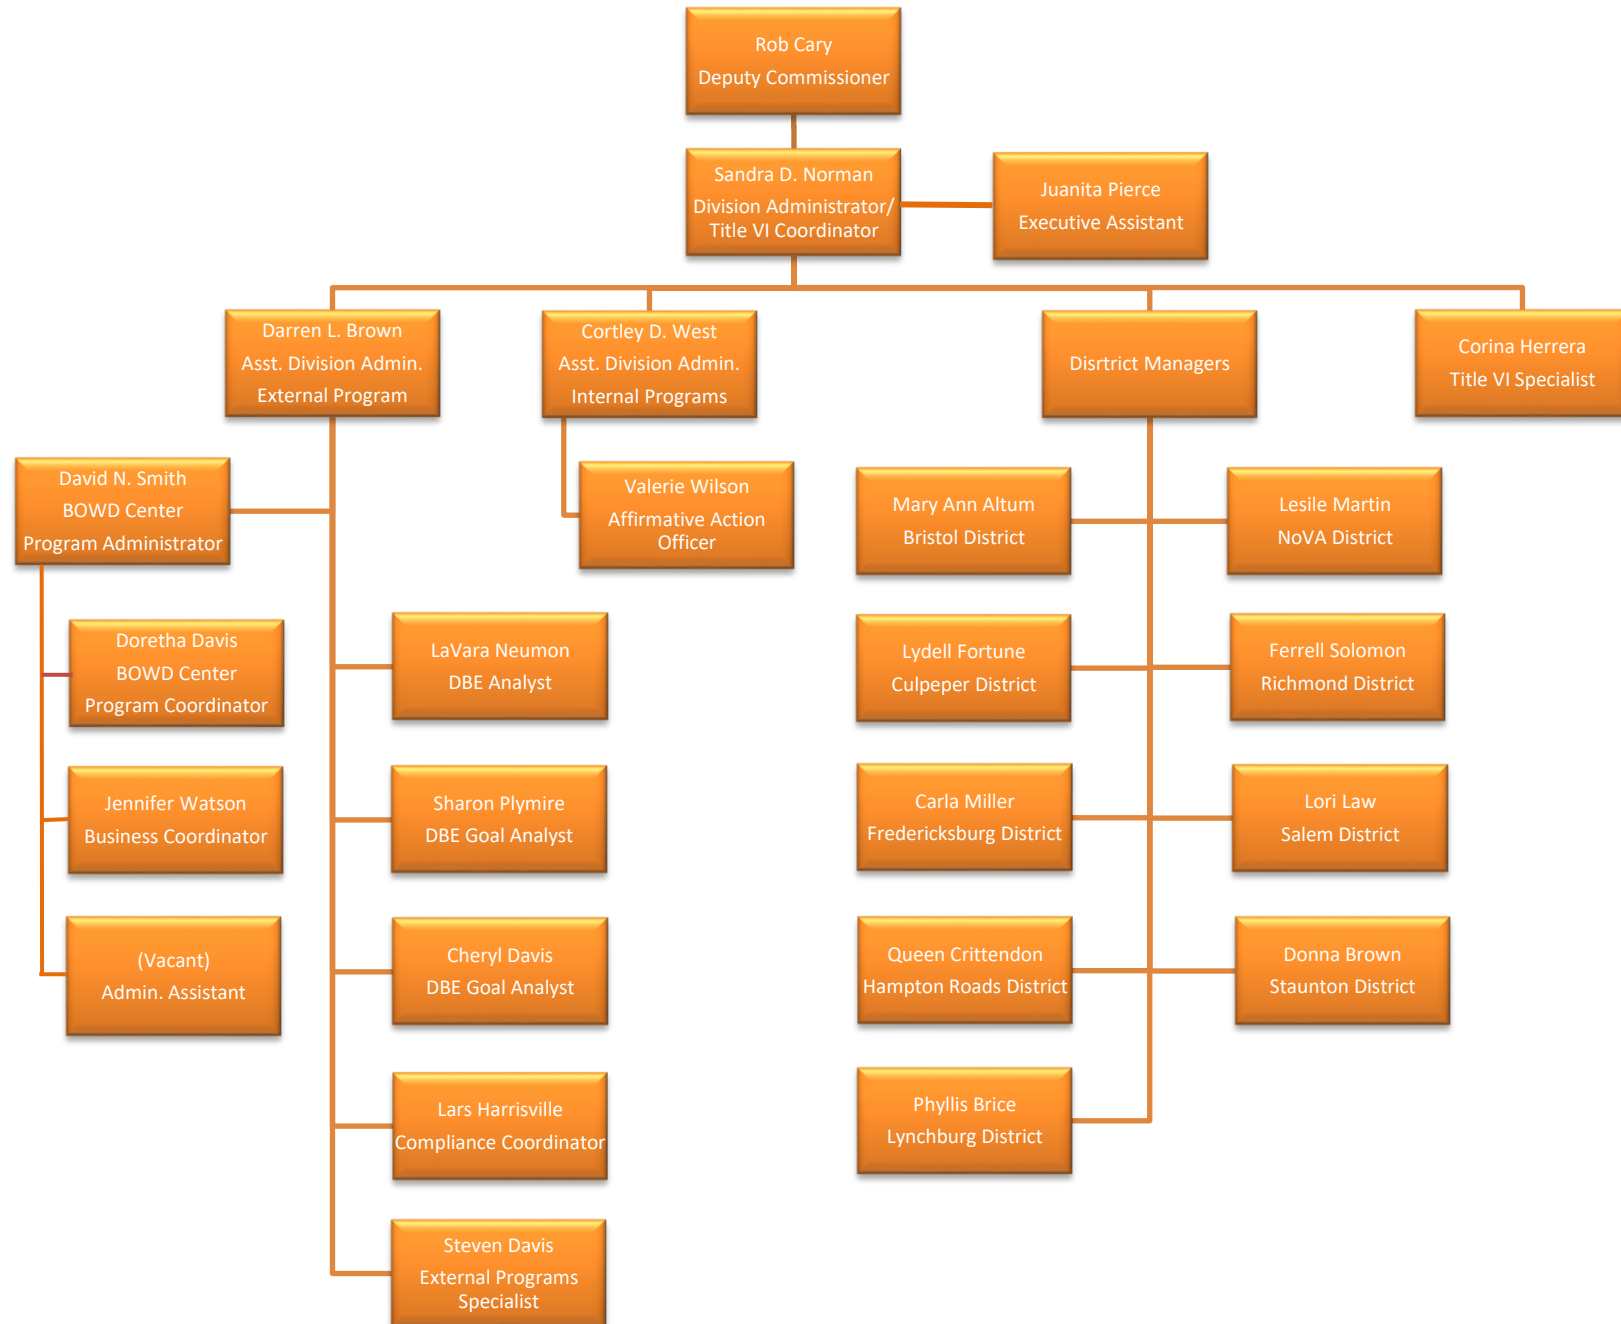 Rob Cary
Deputy Commissioner
Sandra D. Norman
Division Administrator/
Title VI Coordinator
Juanita Pierce
Executive Assistant
Darren L. Brown
Asst. Division Admin.
External Program
Cortley D. West
Asst. Division Admin.
Internal Programs
Disrtrict Managers
Corina Herrera
Title VI Specialist
David N. Smith
BOWD Center
Program Administrator
Valerie Wilson
Affirmative Action
Officer
Mary Ann Altum
Bristol District
Lesile Martin
NoVA District
Doretha Davis
BOWD Center
Program Coordinator
LaVara Neumon
DBE Analyst
Lydell Fortune
Culpeper District
Ferrell Solomon
Richmond District
Jennifer Watson
Business Coordinator
Sharon Plymire
DBE Goal Analyst
Carla Miller
Fredericksburg District
Lori Law
Salem District
(Vacant)
Admin. Assistant
Cheryl Davis
DBE Goal Analyst
Queen Crittendon
Hampton Roads District
Donna Brown
Staunton District
Lars Harrisville
Compliance Coordinator
Phyllis Brice
Lynchburg District
Steven Davis
External Programs
Specialist